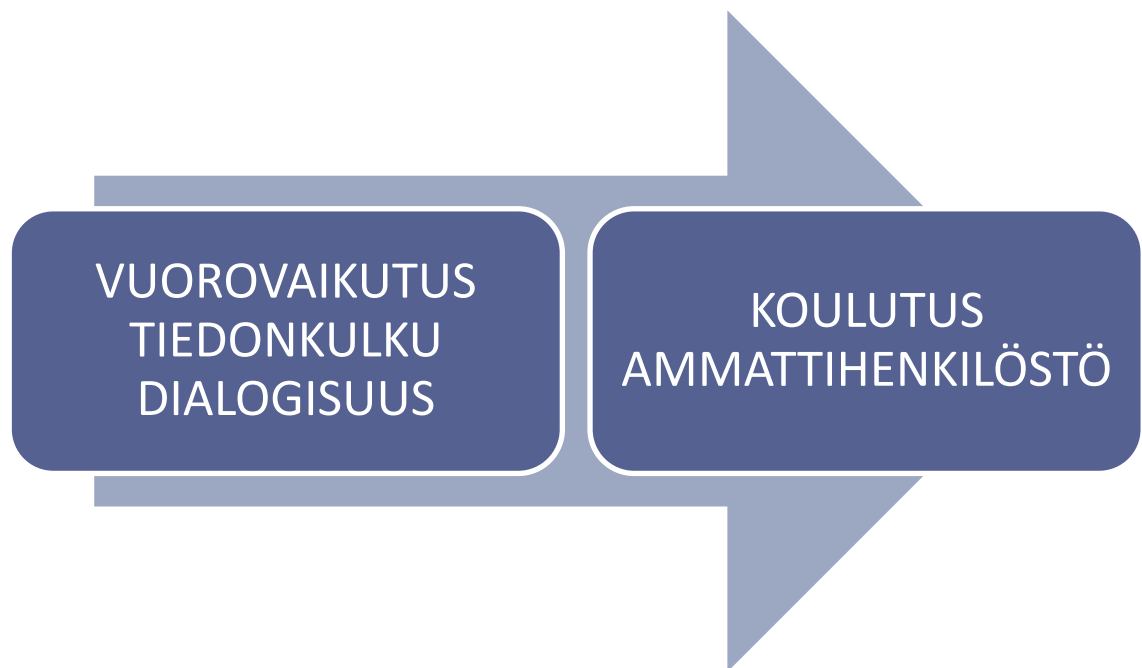 VUOROVAIKUTUS
TIEDONKULKU
DIALOGISUUS
KOULUTUS
AMMATTIHENKILÖSTÖ